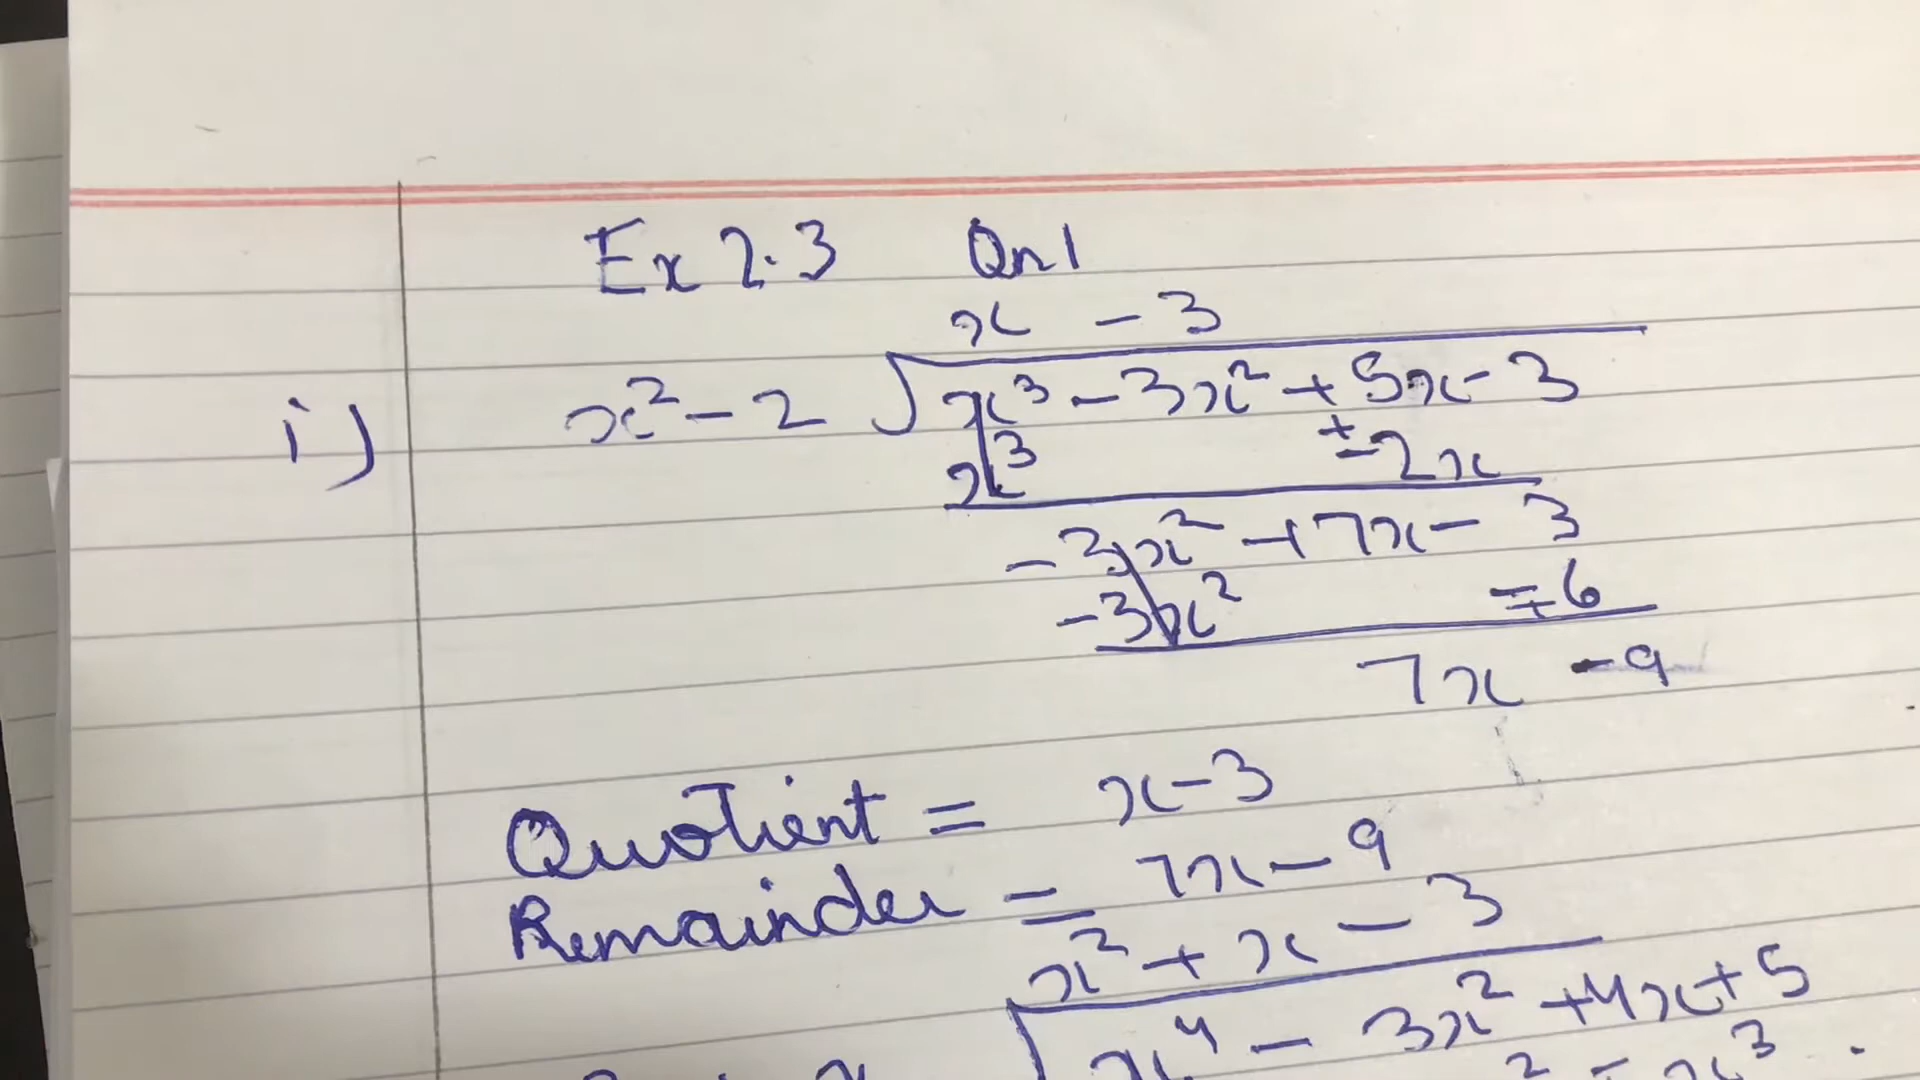 Ex 2.3 Qn1
x - 3
i) x² - 2 x³ - 3x² + 5x - 3
x³ ± - 2x
- 3x² + 7x - 3
- 3x² ∓ 6
7x - 9
Quotient = x - 3
Remainder = 7x - 9
x² + x - 3
x⁴ - 3x² + 4x + 5